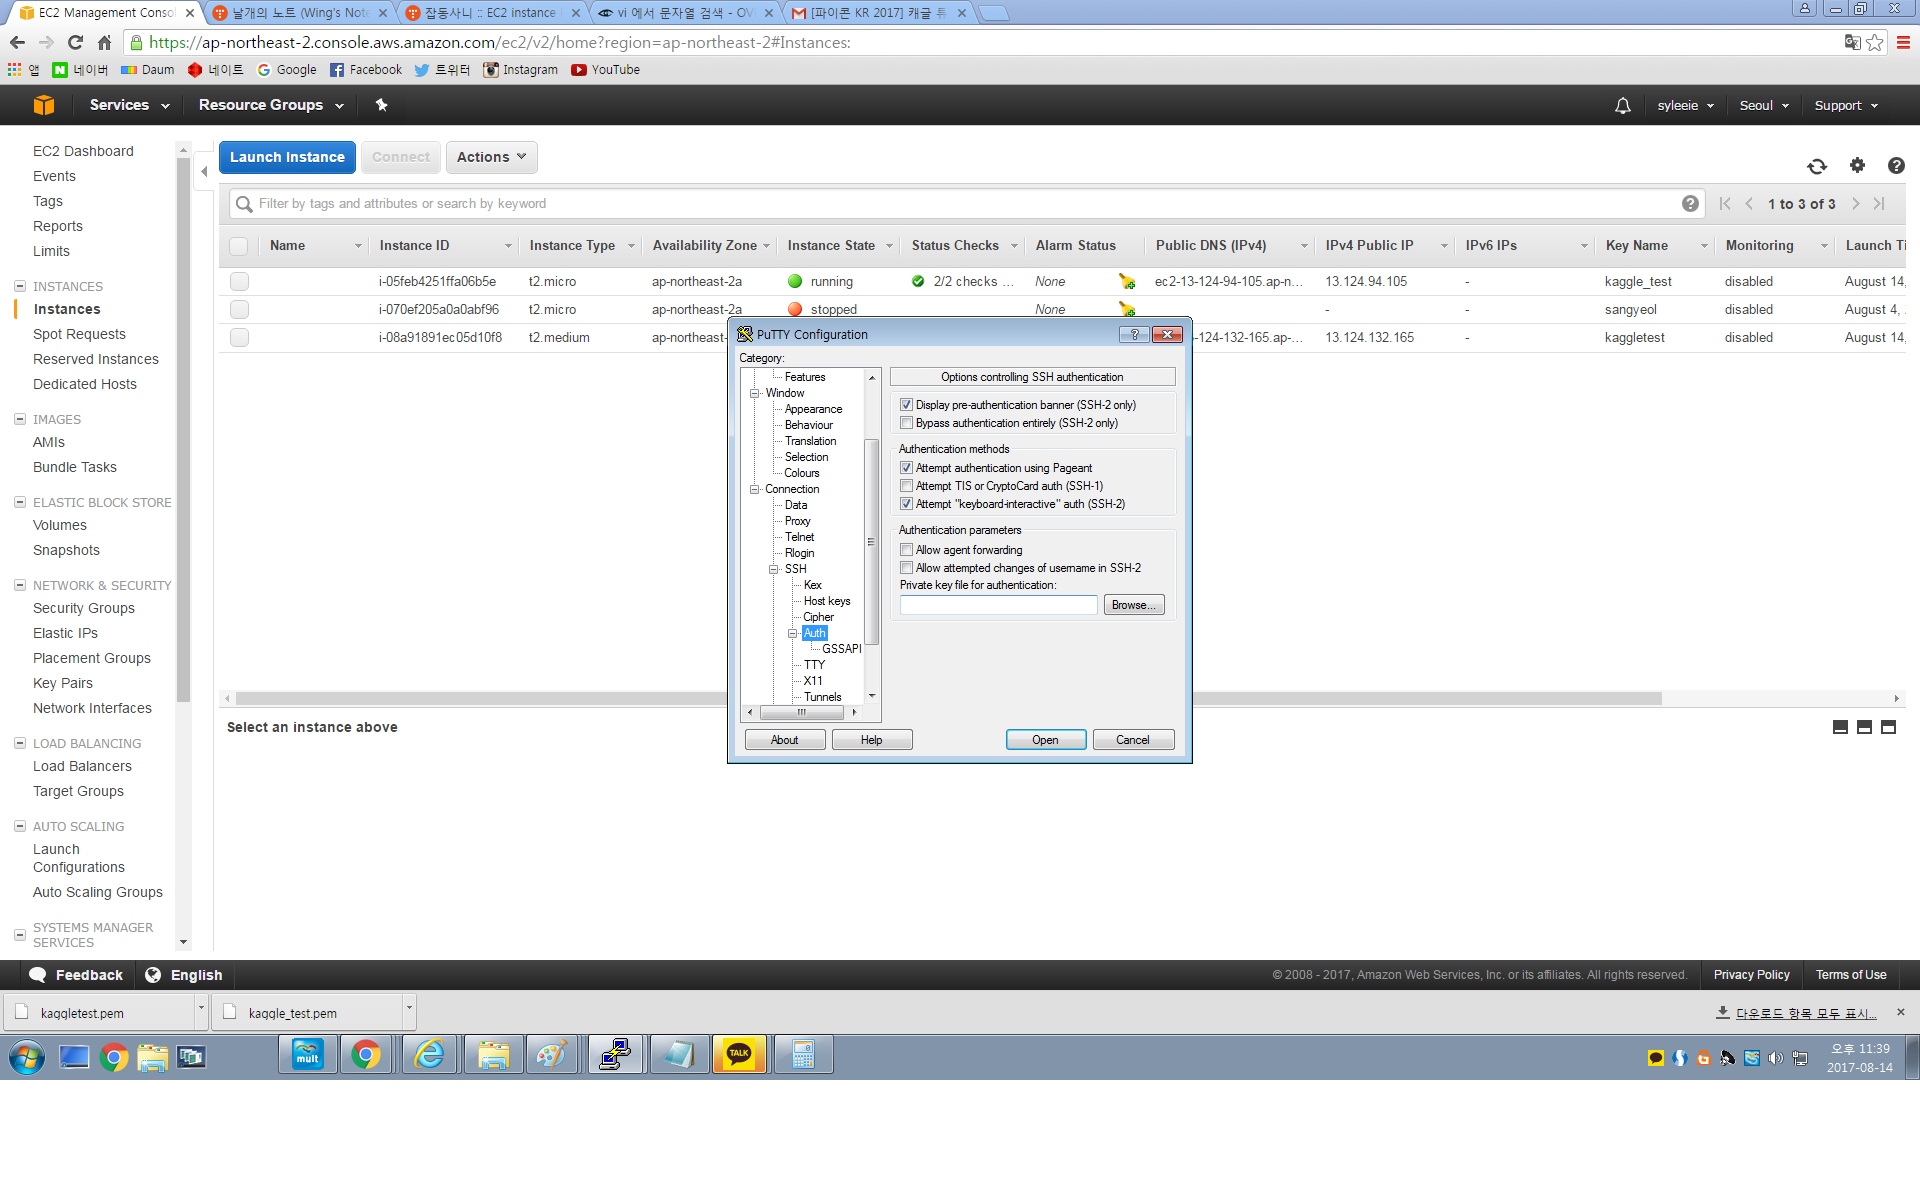 EC2 Management Consol
날개의 노트 (Wing's Note
잡동사니 :: EC2 instance
vi 에서 문자열 검색 - OV
[파이콘 KR 2017] 캐글 튜
https://ap-northeast-2.console.aws.amazon.com/ec2/v2/home?region=ap-northeast-2#Instances:
앱 네이버 Daum 네이트 Google Facebook 트위터 Instagram YouTube
Services Resource Groups syleeie Seoul Support
EC2 Dashboard
Events
Tags
Reports
Limits
INSTANCES
Instances
Spot Requests
Reserved Instances
Dedicated Hosts
IMAGES
AMIs
Bundle Tasks
ELASTIC BLOCK STORE
Volumes
Snapshots
NETWORK & SECURITY
Security Groups
Elastic IPs
Placement Groups
Key Pairs
Network Interfaces
LOAD BALANCING
Load Balancers
Target Groups
AUTO SCALING
Launch
Configurations
Auto Scaling Groups
SYSTEMS MANAGER
SERVICES
Launch Instance Connect Actions
Filter by tags and attributes or search by keyword
1 to 3 of 3
Name Instance ID Instance Type Availability Zone Instance State Status Checks Alarm Status Public DNS (IPv4) IPv4 Public IP IPv6 IPs Key Name Monitoring Launch Ti
i-05feb4251ffa06b5e t2.micro ap-northeast-2a running 2/2 checks ... None ec2-13-124-94-105.ap-n... 13.124.94.105 - kaggle_test disabled August 14,
i-070ef205a0a0abf96 t2.micro ap-northeast-2a stopped None - - sangyeol disabled August 4,
i-08a91891ec05d10f8 t2.medium ap-northeast- -124-132-165.ap-... 13.124.132.165 - kaggletest disabled August 14,
PuTTY Configuration
Category:
Features
Window
Appearance
Behaviour
Translation
Selection
Colours
Connection
Data
Proxy
Telnet
Rlogin
SSH
Kex
Host keys
Cipher
Auth
GSSAPI
TTY
X11
Tunnels
Options controlling SSH authentication
Display pre-authentication banner (SSH-2 only)
Bypass authentication entirely (SSH-2 only)
Authentication methods
Attempt authentication using Pageant
Attempt TIS or CryptoCard auth (SSH-1)
Attempt "keyboard-interactive" auth (SSH-2)
Authentication parameters
Allow agent forwarding
Allow attempted changes of username in SSH-2
Private key file for authentication:
Browse...
About Help Open Cancel
Select an instance above
Feedback English
© 2008 - 2017, Amazon Web Services, Inc. or its affiliates. All rights reserved. Privacy Policy Terms of Use
kaggletest.pem kaggle_test.pem
다운로드 항목 모두 표시...
mult
TALK
오후 11:39
2017-08-14